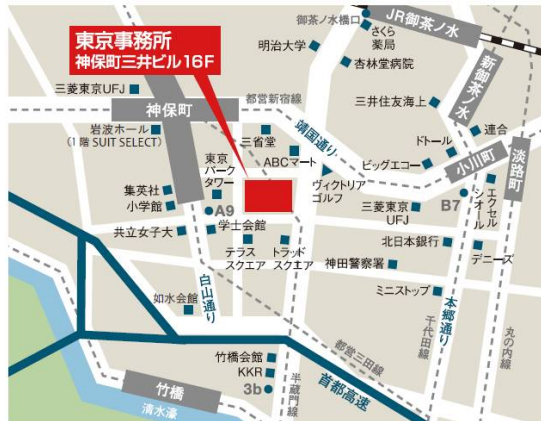 御茶ノ水橋口
JR御茶ノ水
さくら
薬局
明治大学
杏林堂病院
新御茶ノ水
東京事務所
神保町三井ビル16F
三菱東京UFJ
神保町
都営新宿線
三井住友海上
靖国通り
連合
ドトール
ビッグエコー
小川町
淡路町
岩波ホール
(1階 SUIT SELECT)
三省堂
ABCマート
東京
パーク
タワー
ヴィクトリア
ゴルフ
集英社
小学館
A9
三菱東京
UFJ
B7
エクセル
シオール
共立女子大
学士会館
テラス
スクエア
トラッド
スクエア
北日本銀行
デニーズ
神田警察署
白山通り
如水会館
ミニストップ
本郷通り
千代田線
丸の内線
都営三田線
首都高速
竹橋会館
KKR
3b
半蔵門線
竹橋
清水濠